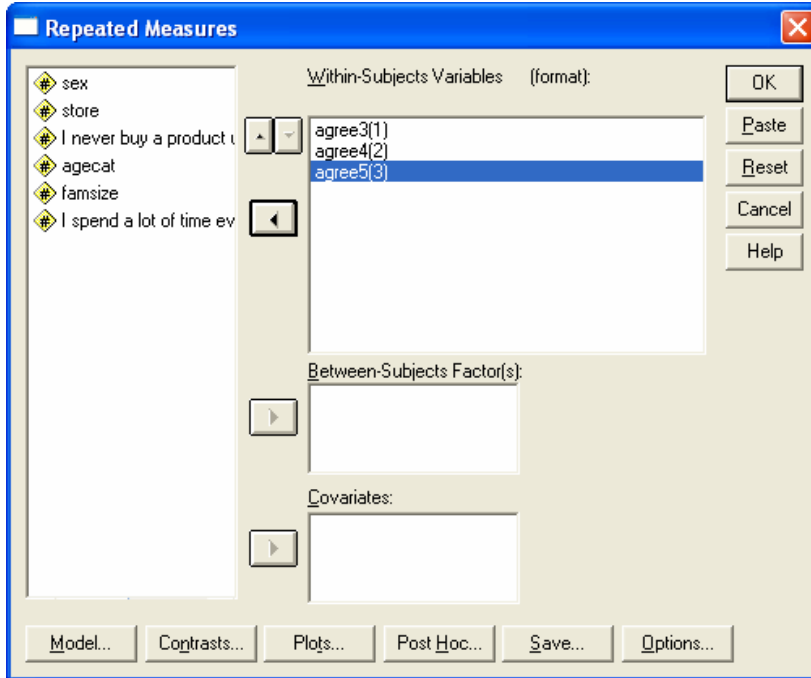 Repeated Measures
sex
store
I never buy a product u
agecat
famsize
I spend a lot of time ev
Within-Subjects Variables (format):
agree3(1)
agree4(2)
agree5(3)
Between-Subjects Factor(s):
Covariates:
OK
Paste
Reset
Cancel
Help
Model...
Contrasts...
Plots...
Post Hoc...
Save...
Options...